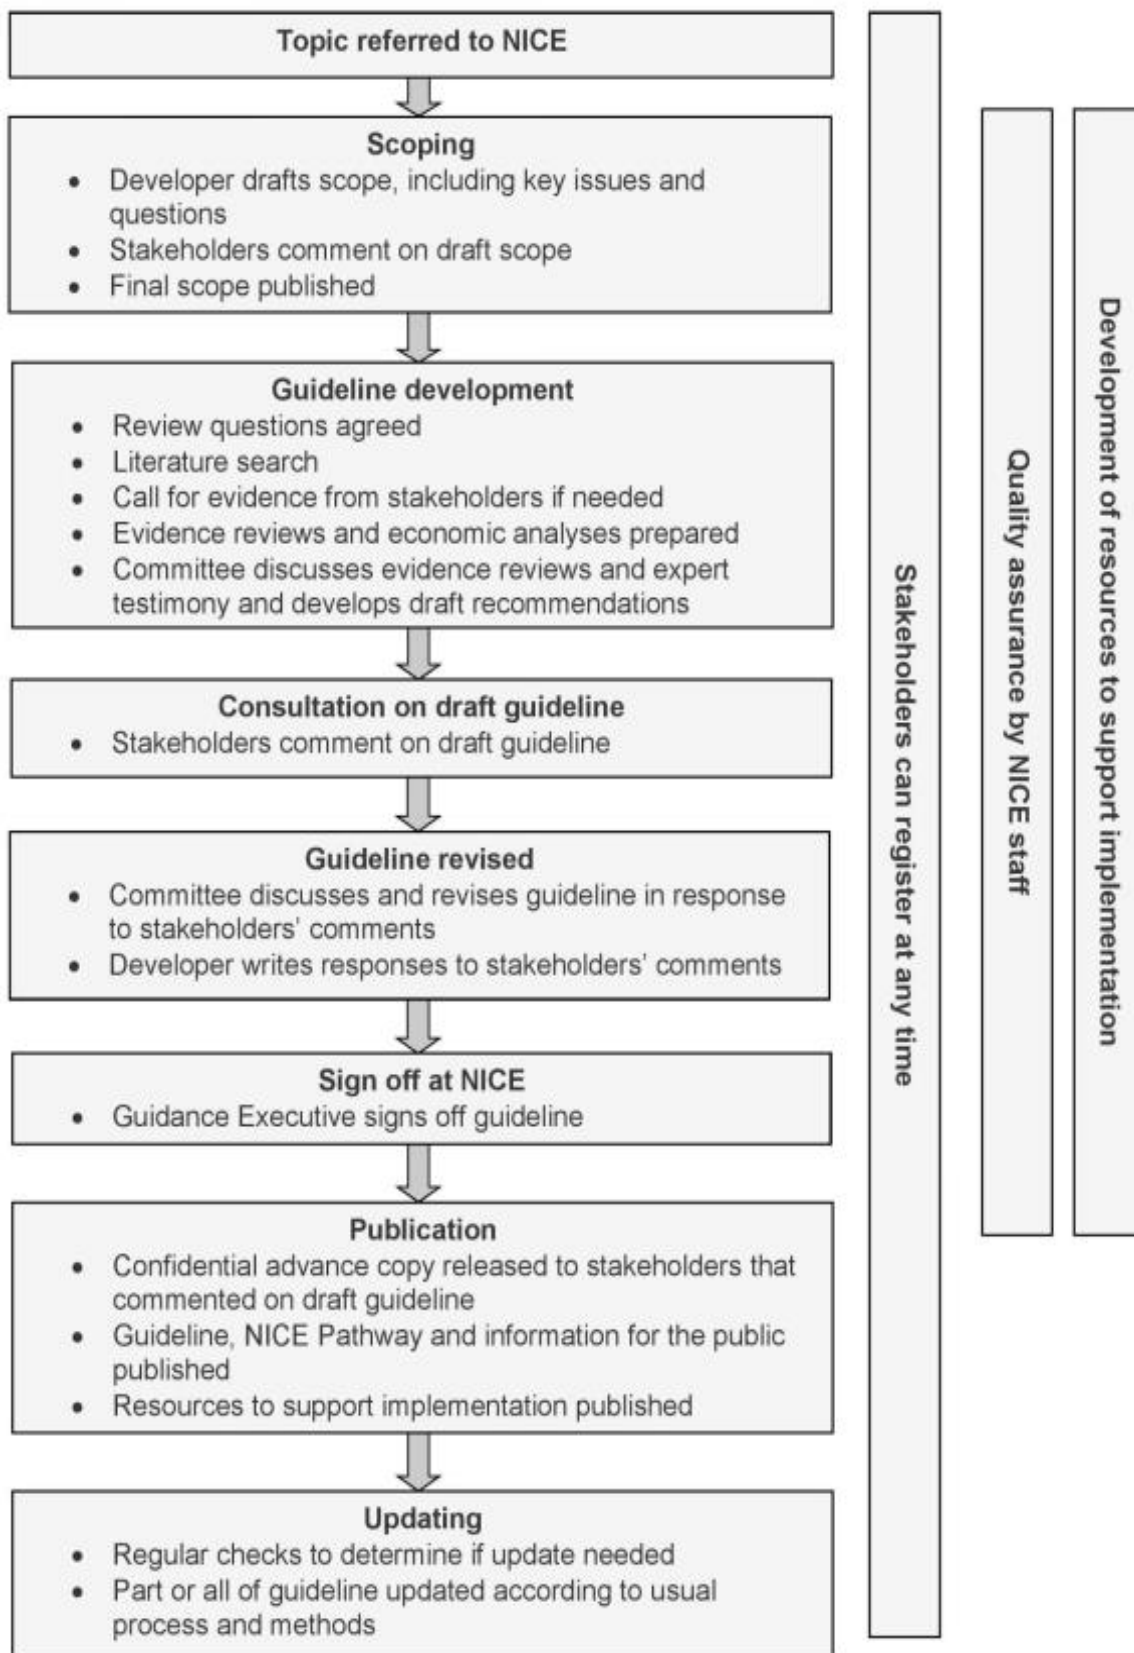 Topic referred to NICE
Scoping
• Developer drafts scope, including key issues and
questions
• Stakeholders comment on draft scope
• Final scope published
Guideline development
• Review questions agreed
• Literature search
• Call for evidence from stakeholders if needed
• Evidence reviews and economic analyses prepared
• Committee discusses evidence reviews and expert
testimony and develops draft recommendations
Consultation on draft guideline
• Stakeholders comment on draft guideline
Guideline revised
• Committee discusses and revises guideline in response
to stakeholders’ comments
• Developer writes responses to stakeholders’ comments
Sign off at NICE
• Guidance Executive signs off guideline
Publication
• Confidential advance copy released to stakeholders that
commented on draft guideline
• Guideline, NICE Pathway and information for the public
published
• Resources to support implementation published
Updating
• Regular checks to determine if update needed
• Part or all of guideline updated according to usual
process and methods
Stakeholders can register at any time
Quality assurance by NICE staff
Development of resources to support implementation